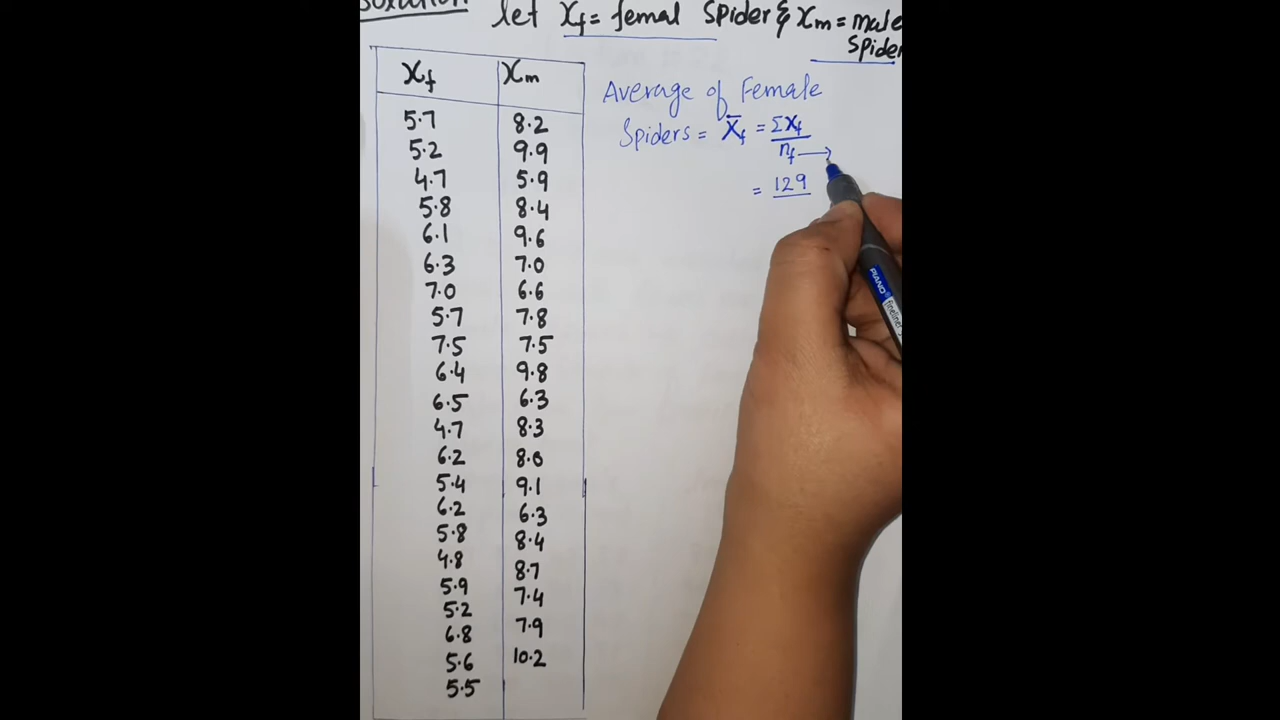 Solution let Xf = femal Spider & Xm = male
Spider
Xf Xm
5.7 8.2
5.2 9.9
4.7 5.9
5.8 8.4
6.1 9.6
6.3 7.0
7.0 6.6
5.7 7.8
7.5 7.5
6.4 9.8
6.5 6.3
4.7 8.3
6.2 8.0
5.4 9.1
6.2 6.3
5.8 8.4
4.8 8.7
5.9 7.4
5.2 7.9
6.8 10.2
5.6
5.5
Average of Female
Spiders = X̄f = ΣXf
nf →
= 129
PIANO
fineliner